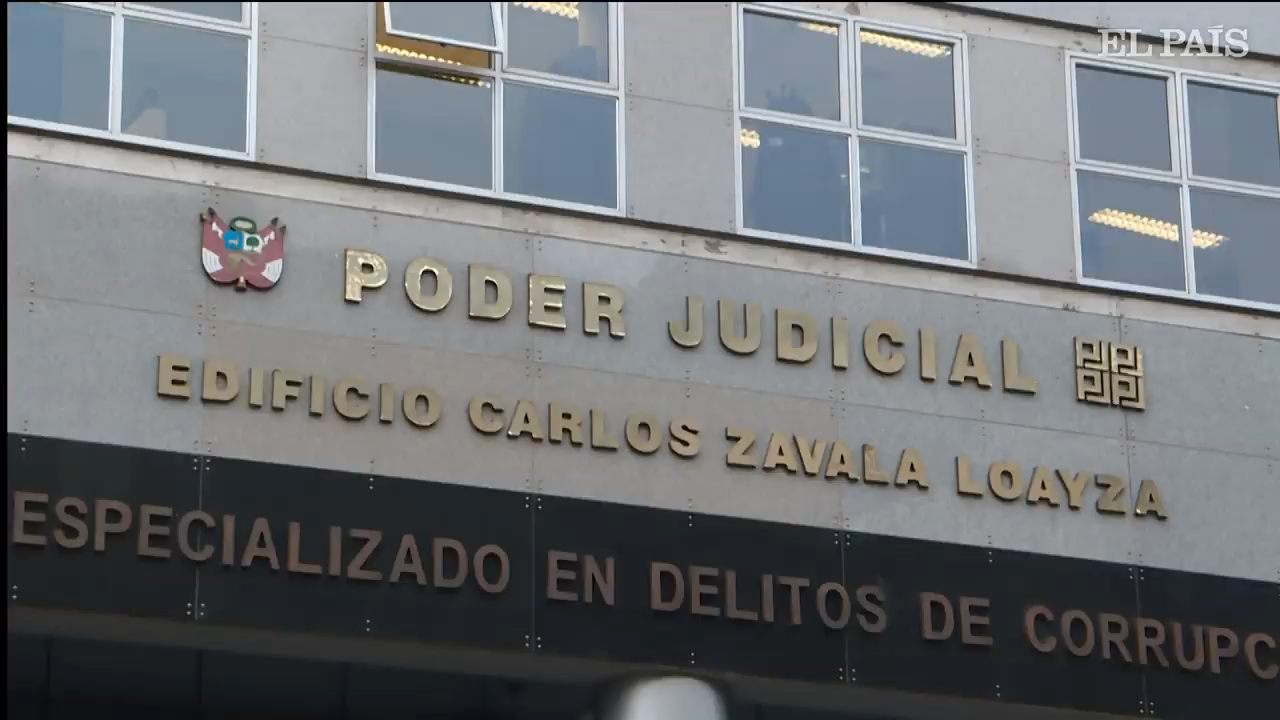 EL PAÍS
PODER JUDICIAL
EDIFICIO CARLOS ZAVALA LOAYZA
ESPECIALIZADO EN DELITOS DE CORRUPC